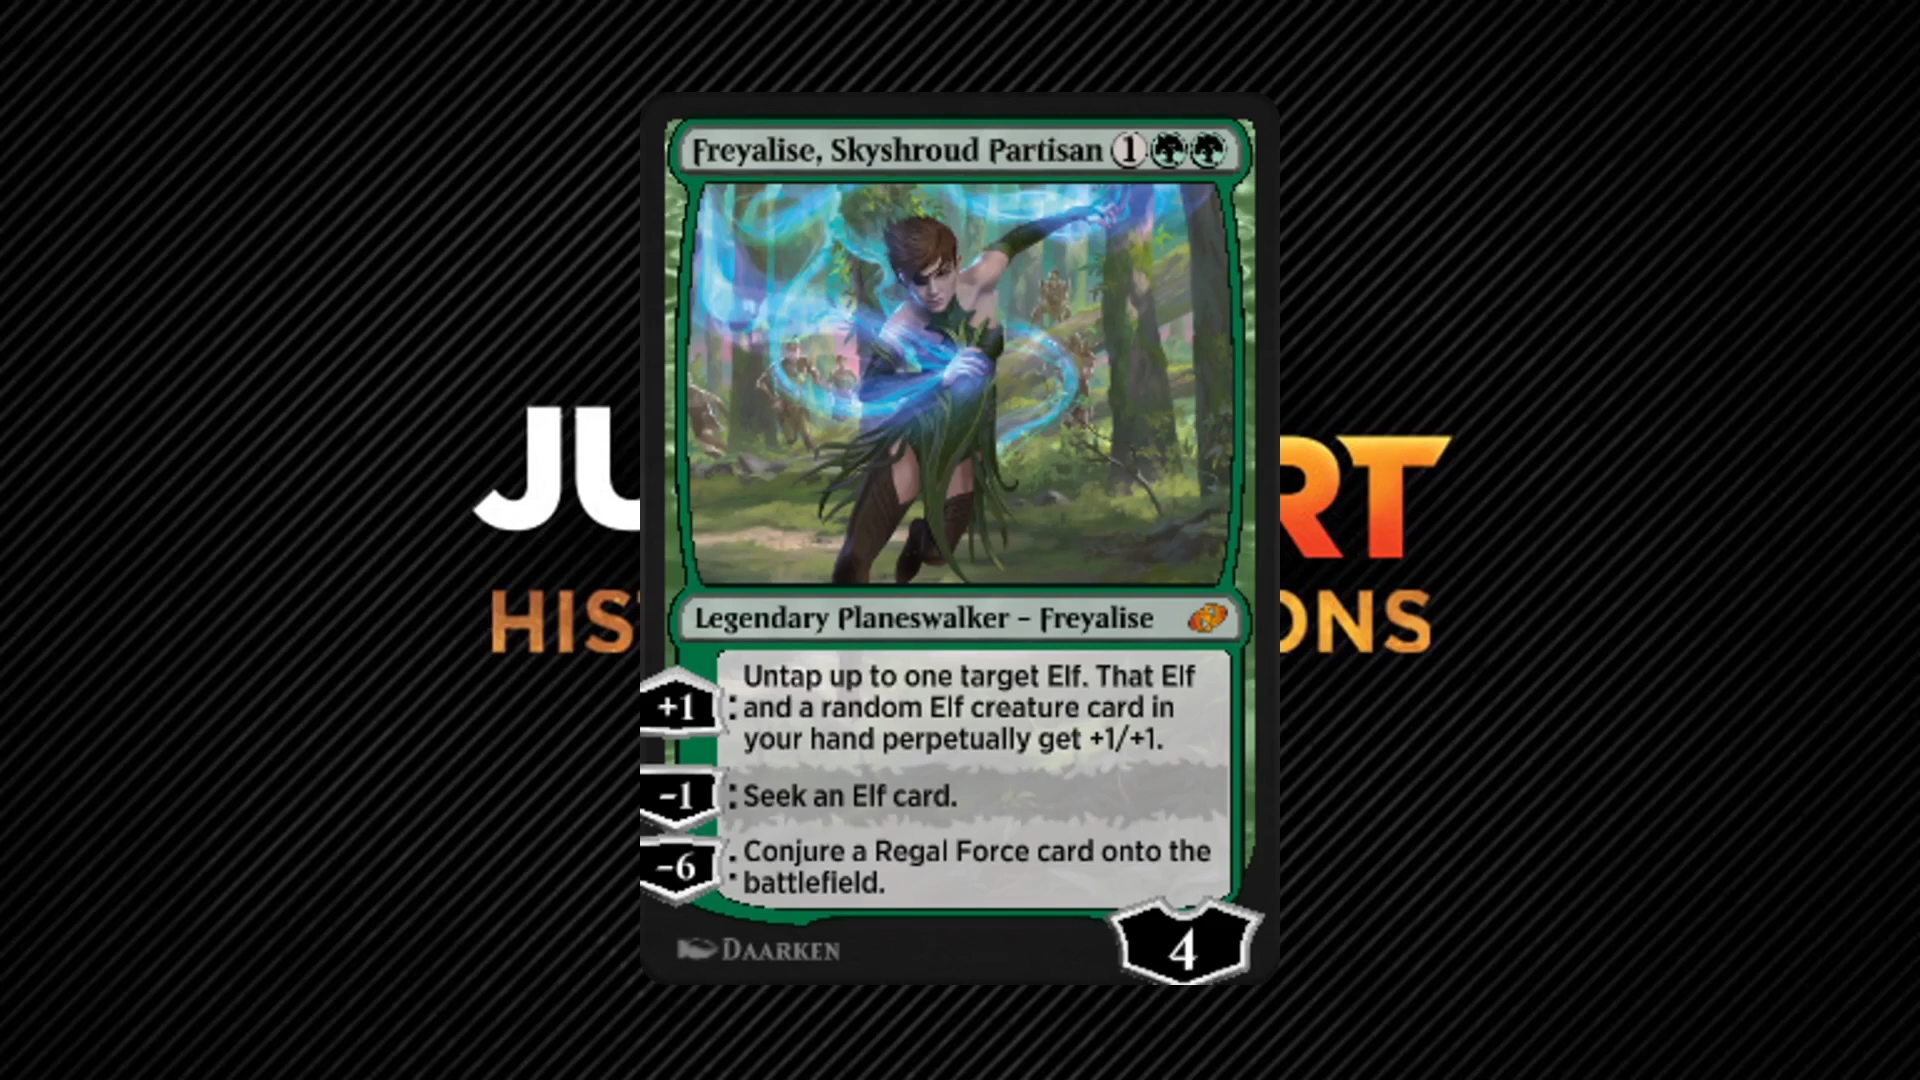 Freyalise, Skyshroud Partisan 1
JU RT
HIS ONS
Legendary Planeswalker – Freyalise
+1: Untap up to one target Elf. That Elf
and a random Elf creature card in
your hand perpetually get +1/+1.
−1: Seek an Elf card.
−6: Conjure a Regal Force card onto the
battlefield.
DAARKEN
4